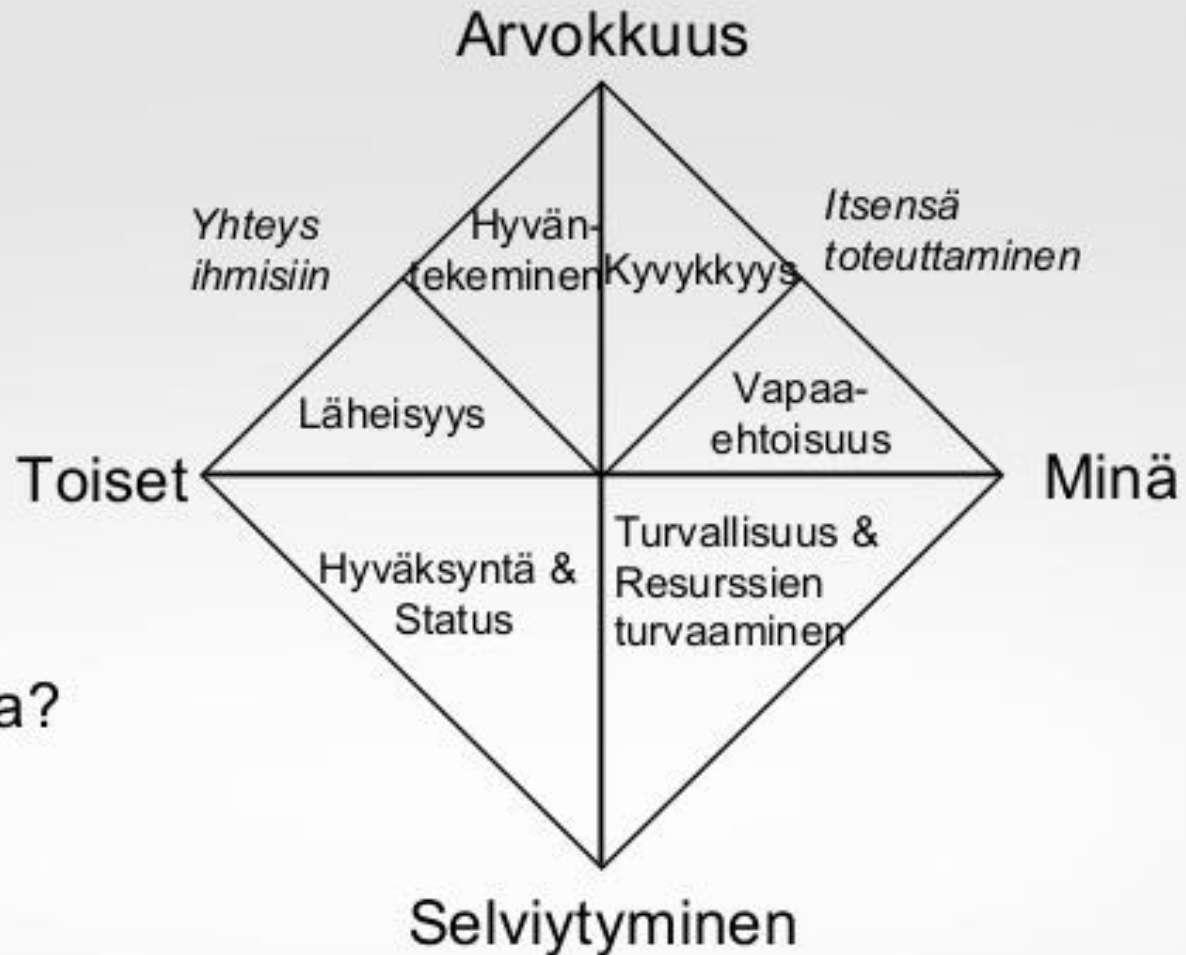 Arvokkuus
Yhteys
ihmisiin
Hyvän-
tekeminen
Kyvykkyys
Itsensä
toteuttaminen
Läheisyys
Vapaa-
ehtoisuus
Toiset
Minä
Hyväksyntä &
Status
Turvallisuus &
Resurssien
turvaaminen
a?
Selviytyminen